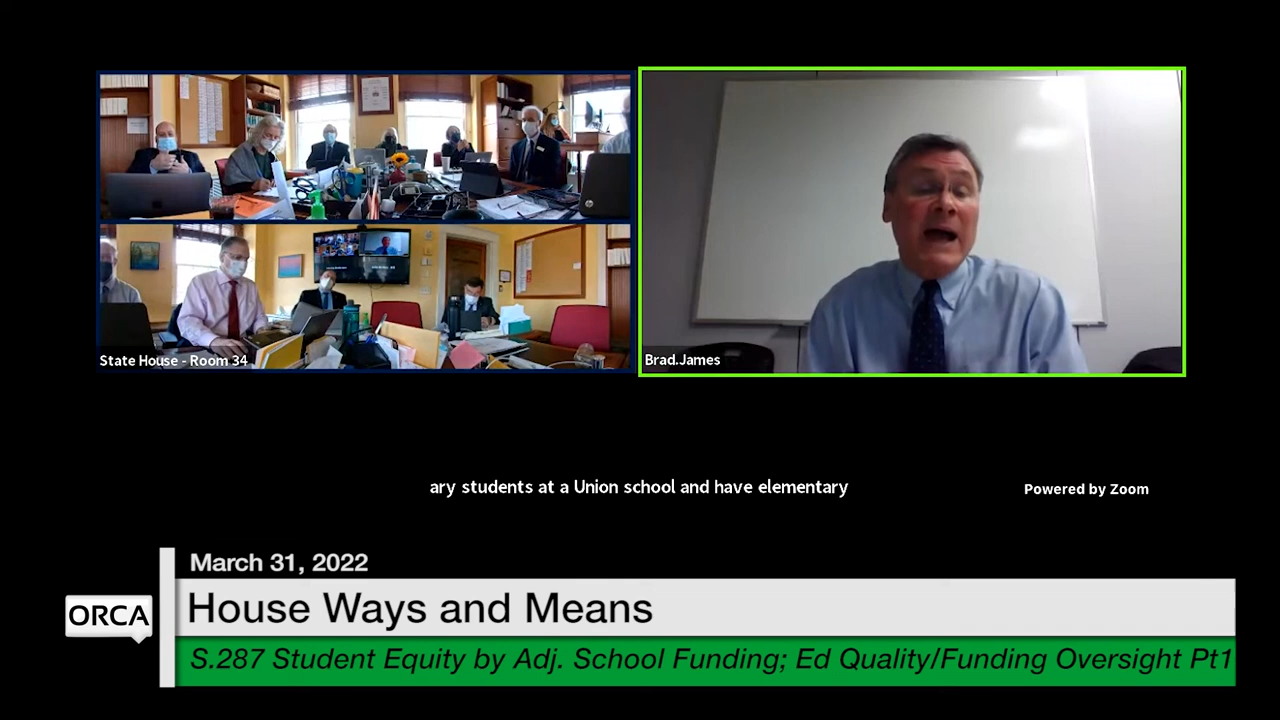 State House - Room 34
Brad.James
ary students at a Union school and have elementary
Powered by Zoom
March 31, 2022
ORCA
House Ways and Means
S.287 Student Equity by Adj. School Funding; Ed Quality/Funding Oversight Pt1